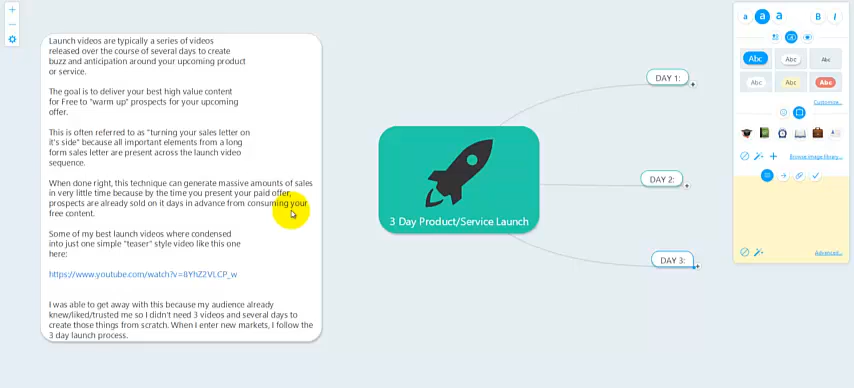 Launch videos are typically a series of videos
released over the course of several days to create
buzz and anticipation around your upcoming product
or service.
The goal is to deliver your best high value content
for Free to "warm up" prospects for your upcoming
offer.
This is often referred to as "turning your sales letter on
it's side" because all important elements from a long
form sales letter are present across the launch video
sequence.
When done right, this technique can generate massive amounts of sales
in very little time because by the time you present your paid offer,
prospects are already sold on it days in advance from consuming your
free content.
Some of my best launch videos where condensed
into just one simple "teaser" style video like this one
here:
https://www.youtube.com/watch?v=8YhZ2VLCP_w
I was able to get away with this because my audience already
knew/liked/trusted me so I didn't need 3 videos and several days to
create those things from scratch. When I enter new markets, I follow the
3 day launch process.
3 Day Product/Service Launch
DAY 1:
DAY 2:
DAY 3:
a a a B I
Abc Abc Abc
Abc Abc Abc
Customize...
Browse image library...
Advanced...